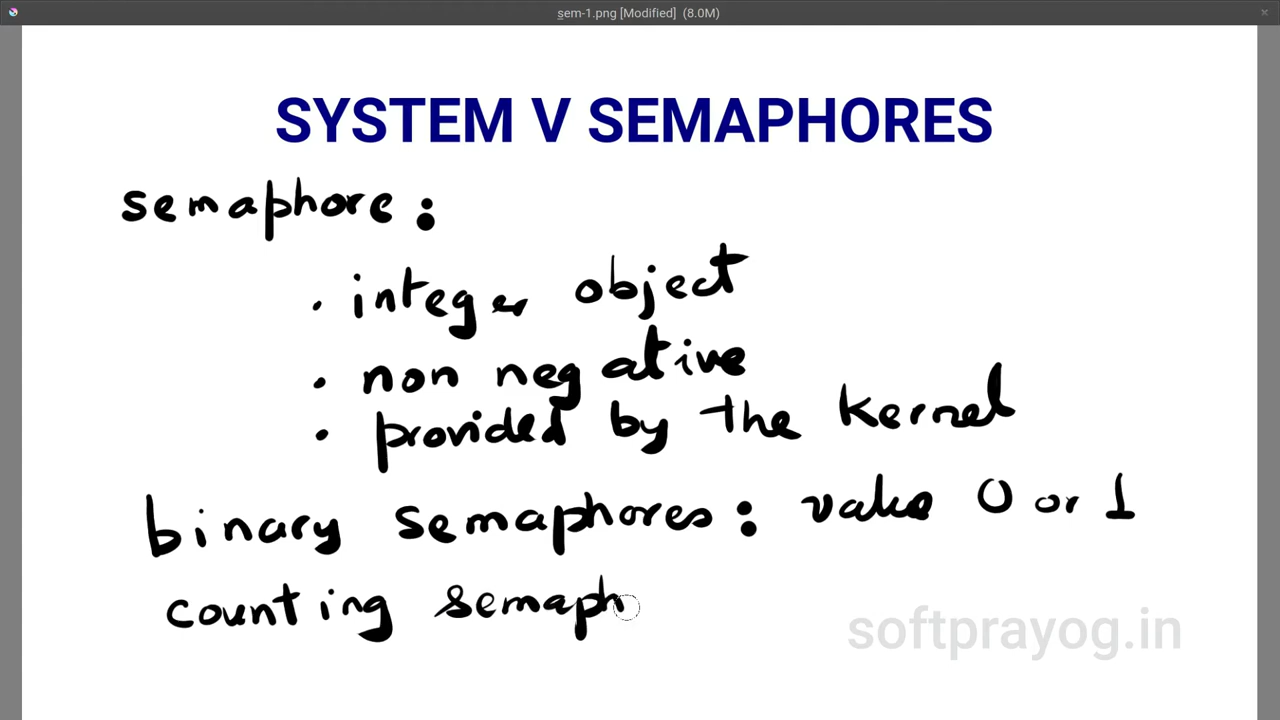 sem-1.png [Modified] (8.0M)
SYSTEM V SEMAPHORES
semaphore:
· integer object
· non negative
· provided by the kernel
binary semaphores: value 0 or 1
counting semaph
softprayog.in